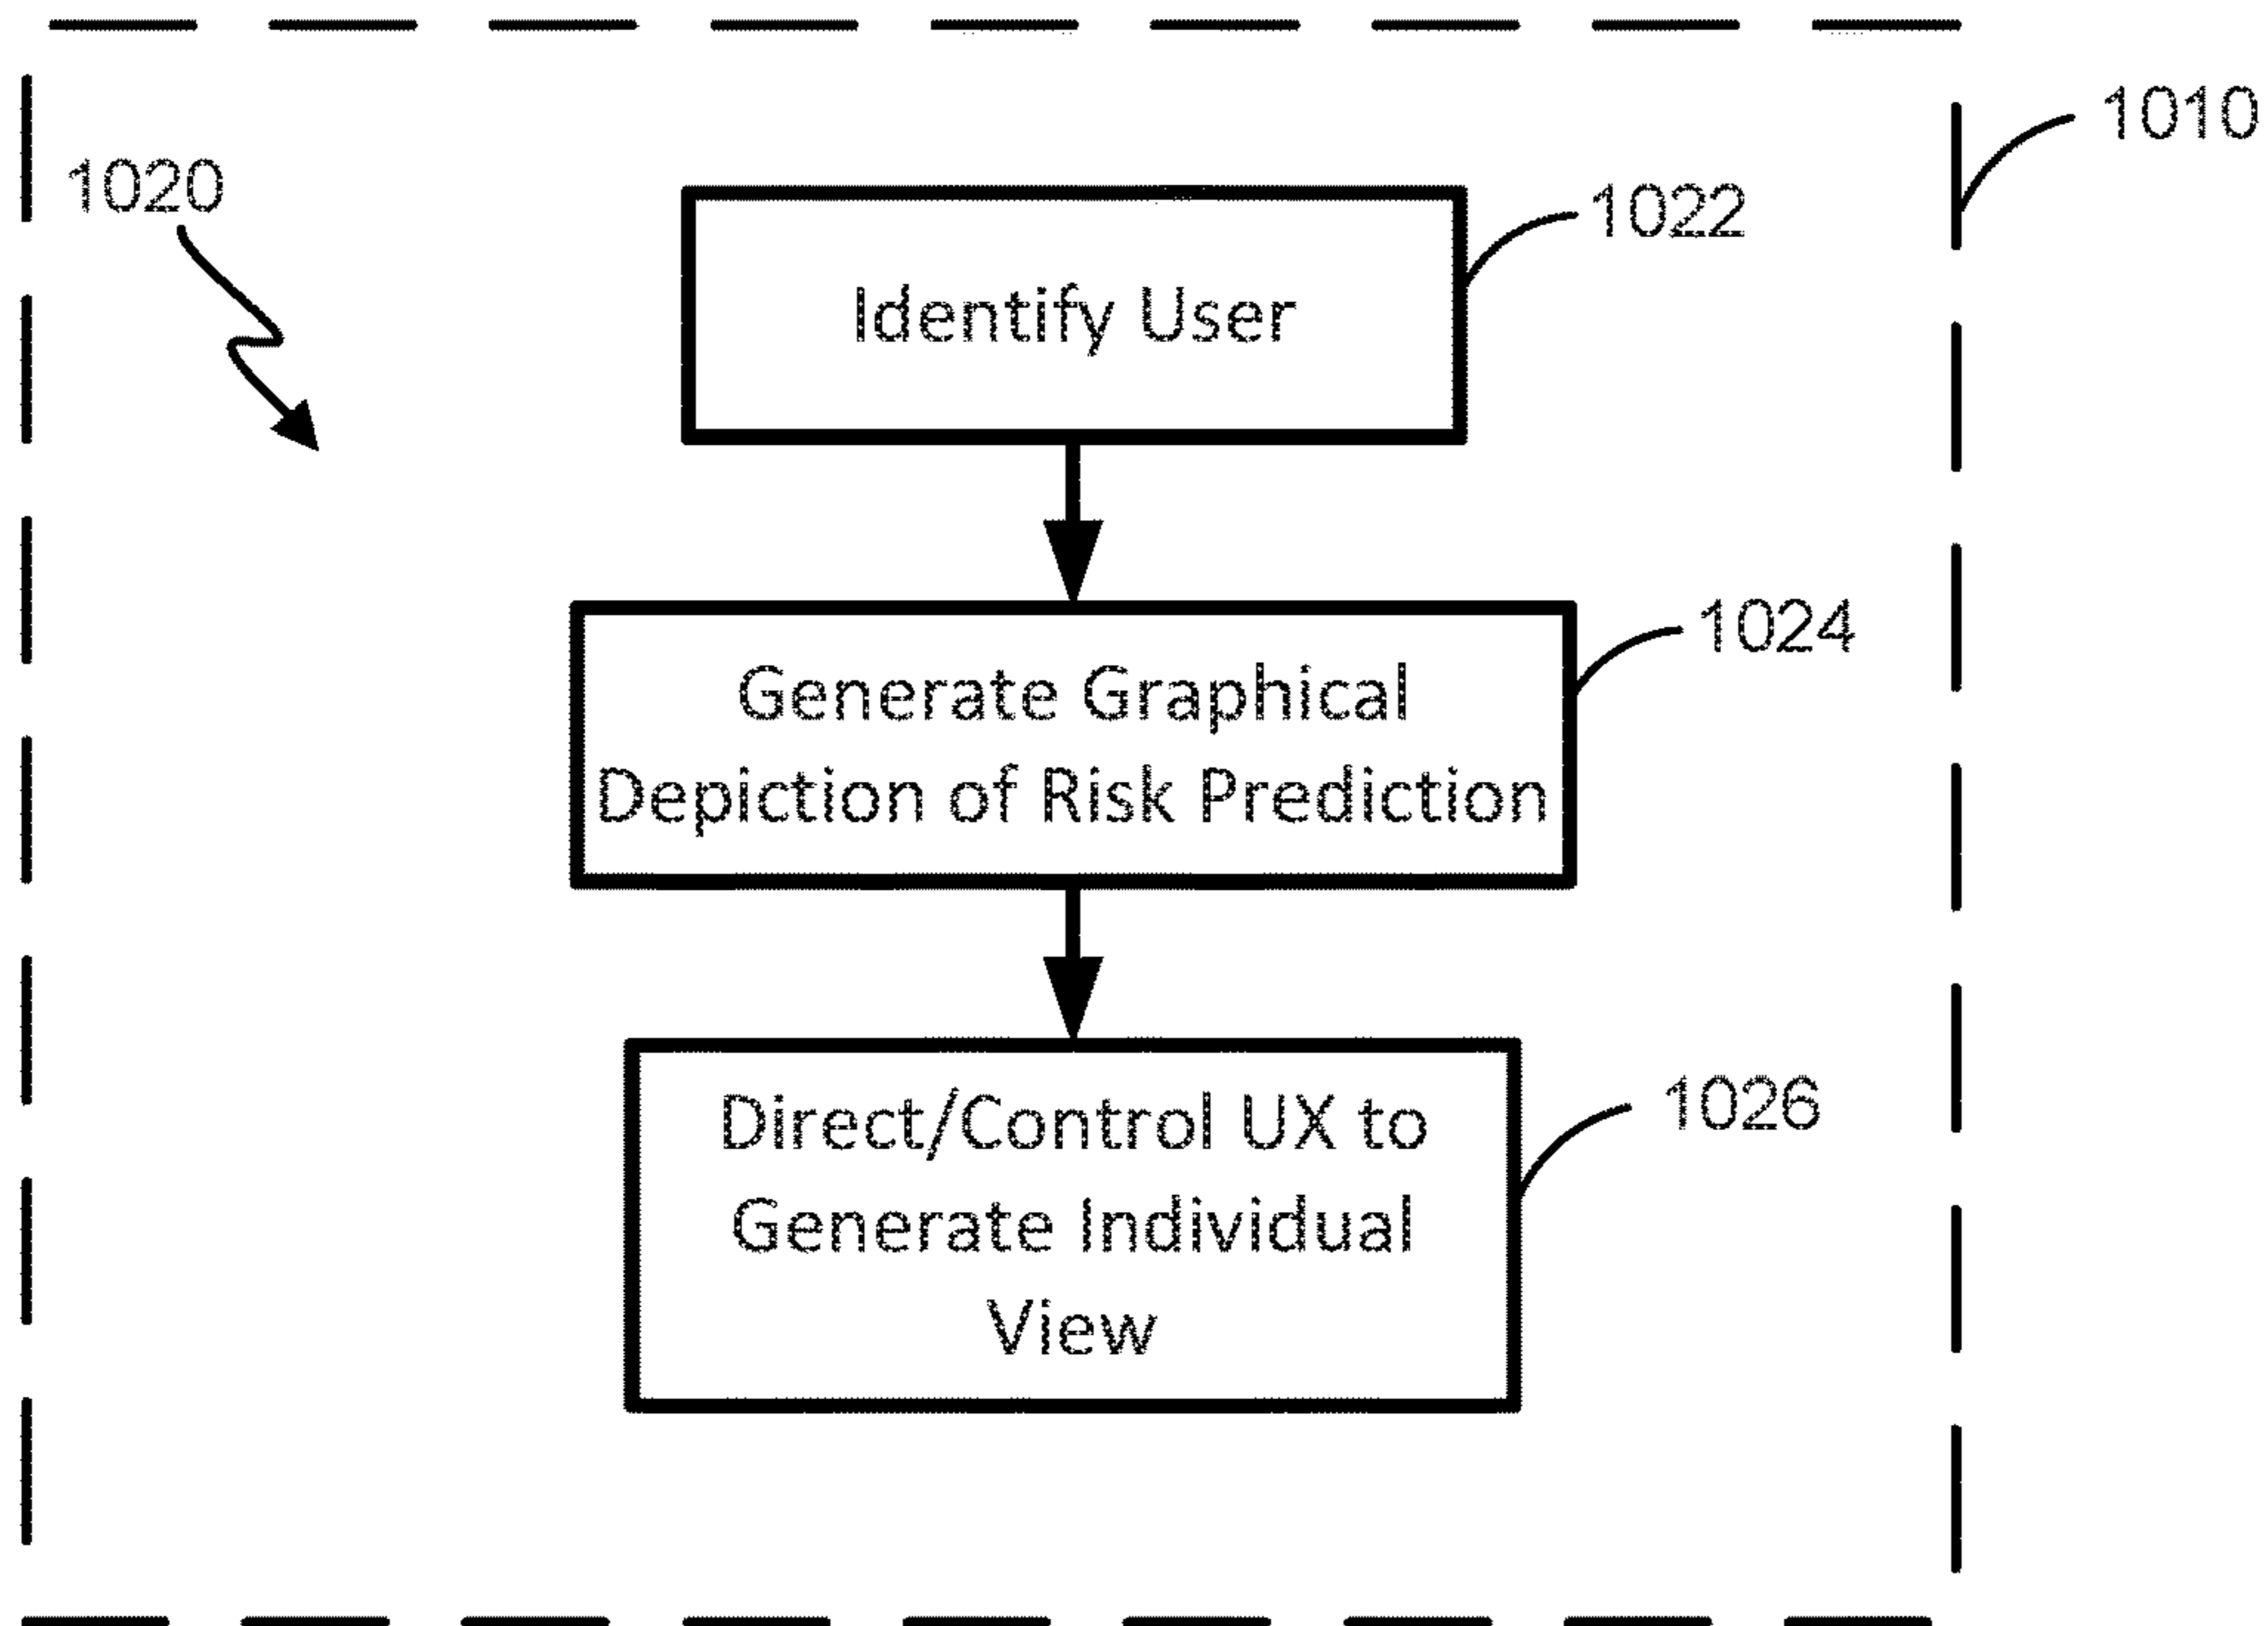 1010
1020
1022
Identify User
1024
Generate Graphical
Depiction of Risk Prediction
1026
Direct/Control UX to
Generate Individual
View